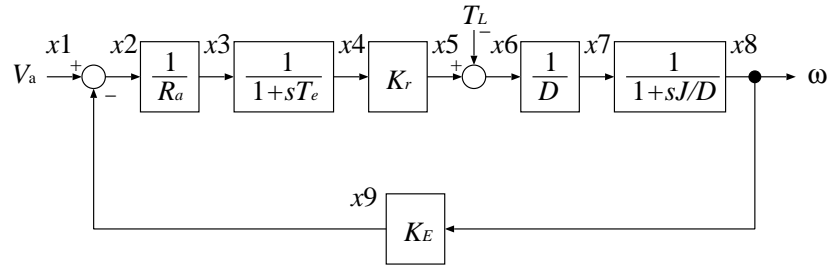 T_L
x1 x2 x3 x4 x5 − x6 x7 x8
V_a + − 1/R_a 1/(1+sT_e) K_r + 1/D 1/(1+sJ/D) ω
x9
K_E